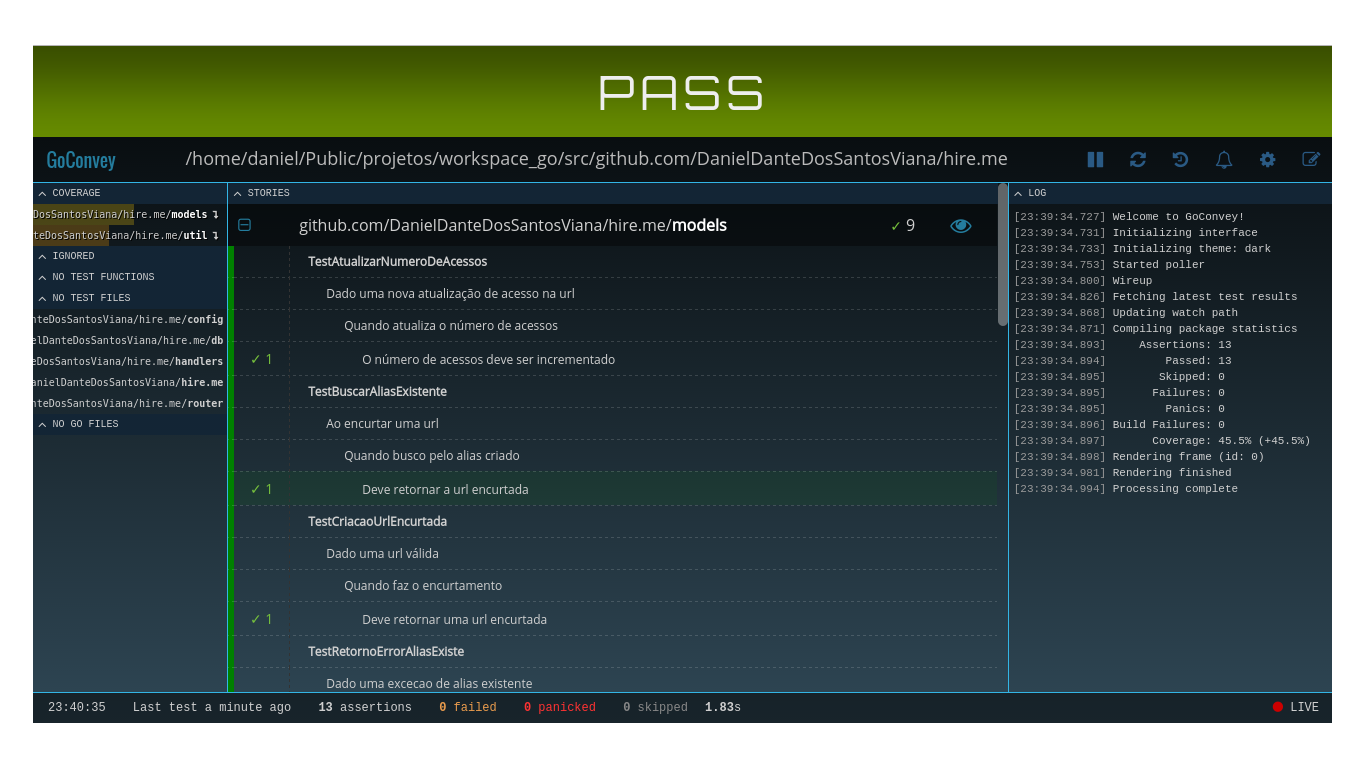 PASS
GoConvey
/home/daniel/Public/projetos/workspace_go/src/github.com/DanielDanteDosSantosViana/hire.me
COVERAGE
DosSantosViana/hire.me/models
teDosSantosViana/hire.me/util
IGNORED
NO TEST FUNCTIONS
NO TEST FILES
nteDosSantosViana/hire.me/config
elDanteDosSantosViana/hire.me/db
eDosSantosViana/hire.me/handlers
anielDanteDosSantosViana/hire.me
nteDosSantosViana/hire.me/router
NO GO FILES
STORIES
github.com/DanielDanteDosSantosViana/hire.me/models ✓ 9
TestAtualizarNumeroDeAcessos
Dado uma nova atualização de acesso na url
Quando atualiza o número de acessos
✓ 1 O número de acessos deve ser incrementado
TestBuscarAliasExistente
Ao encurtar uma url
Quando busco pelo alias criado
✓ 1 Deve retornar a url encurtada
TestCriacaoUrlEncurtada
Dado uma url válida
Quando faz o encurtamento
✓ 1 Deve retornar uma url encurtada
TestRetornoErrorAliasExiste
Dado uma excecao de alias existente
LOG
[23:39:34.727] Welcome to GoConvey!
[23:39:34.731] Initializing interface
[23:39:34.733] Initializing theme: dark
[23:39:34.753] Started poller
[23:39:34.800] Wireup
[23:39:34.826] Fetching latest test results
[23:39:34.868] Updating watch path
[23:39:34.871] Compiling package statistics
[23:39:34.893] Assertions: 13
[23:39:34.894] Passed: 13
[23:39:34.895] Skipped: 0
[23:39:34.895] Failures: 0
[23:39:34.895] Panics: 0
[23:39:34.896] Build Failures: 0
[23:39:34.897] Coverage: 45.5% (+45.5%)
[23:39:34.898] Rendering frame (id: 0)
[23:39:34.981] Rendering finished
[23:39:34.994] Processing complete
23:40:35 Last test a minute ago 13 assertions 0 failed 0 panicked 0 skipped 1.83s LIVE